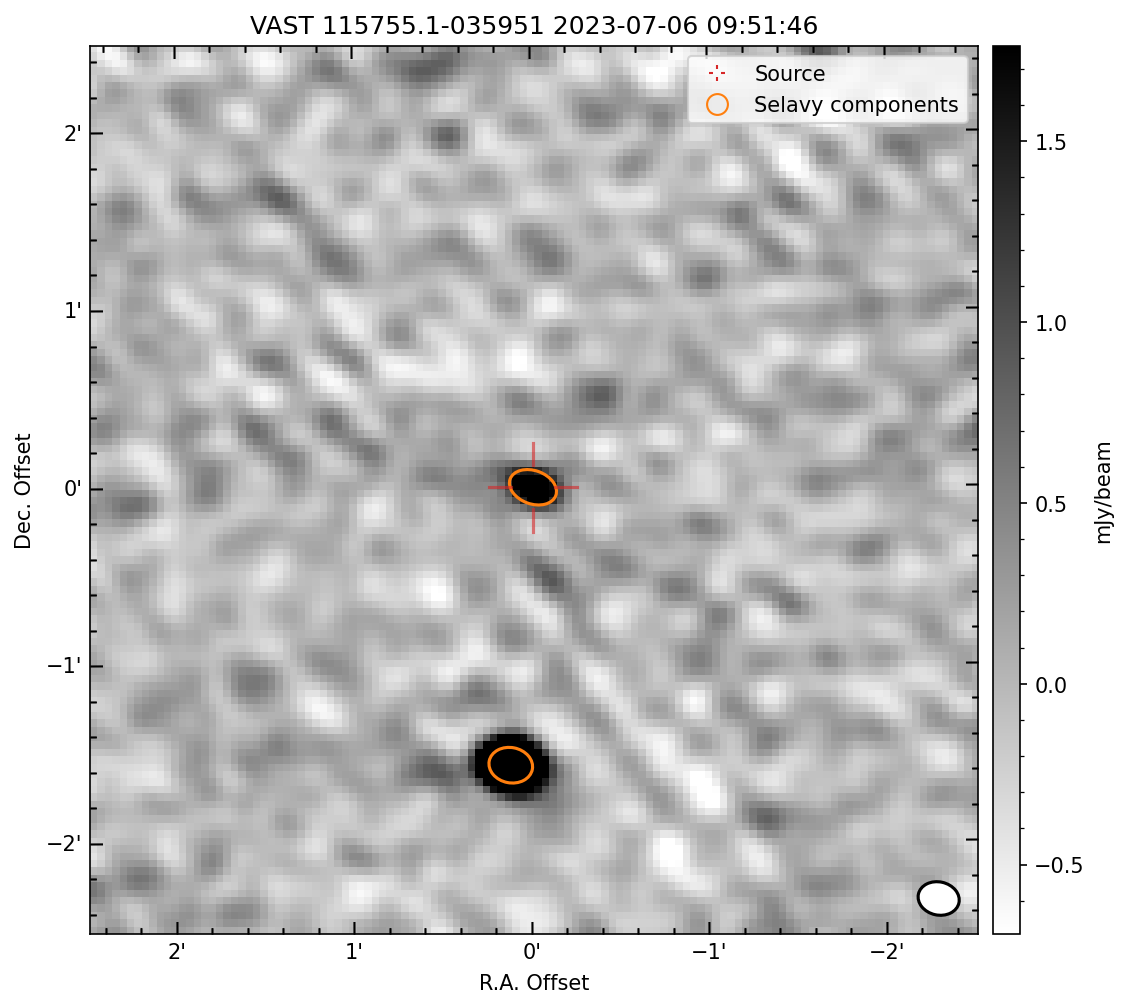 VAST 115755.1-035951 2023-07-06 09:51:46
Source
Selavy components
2'
1'
0'
−1'
−2'
Dec. Offset
2'
1'
0'
−1'
−2'
R.A. Offset
1.5
1.0
0.5
0.0
−0.5
mJy/beam